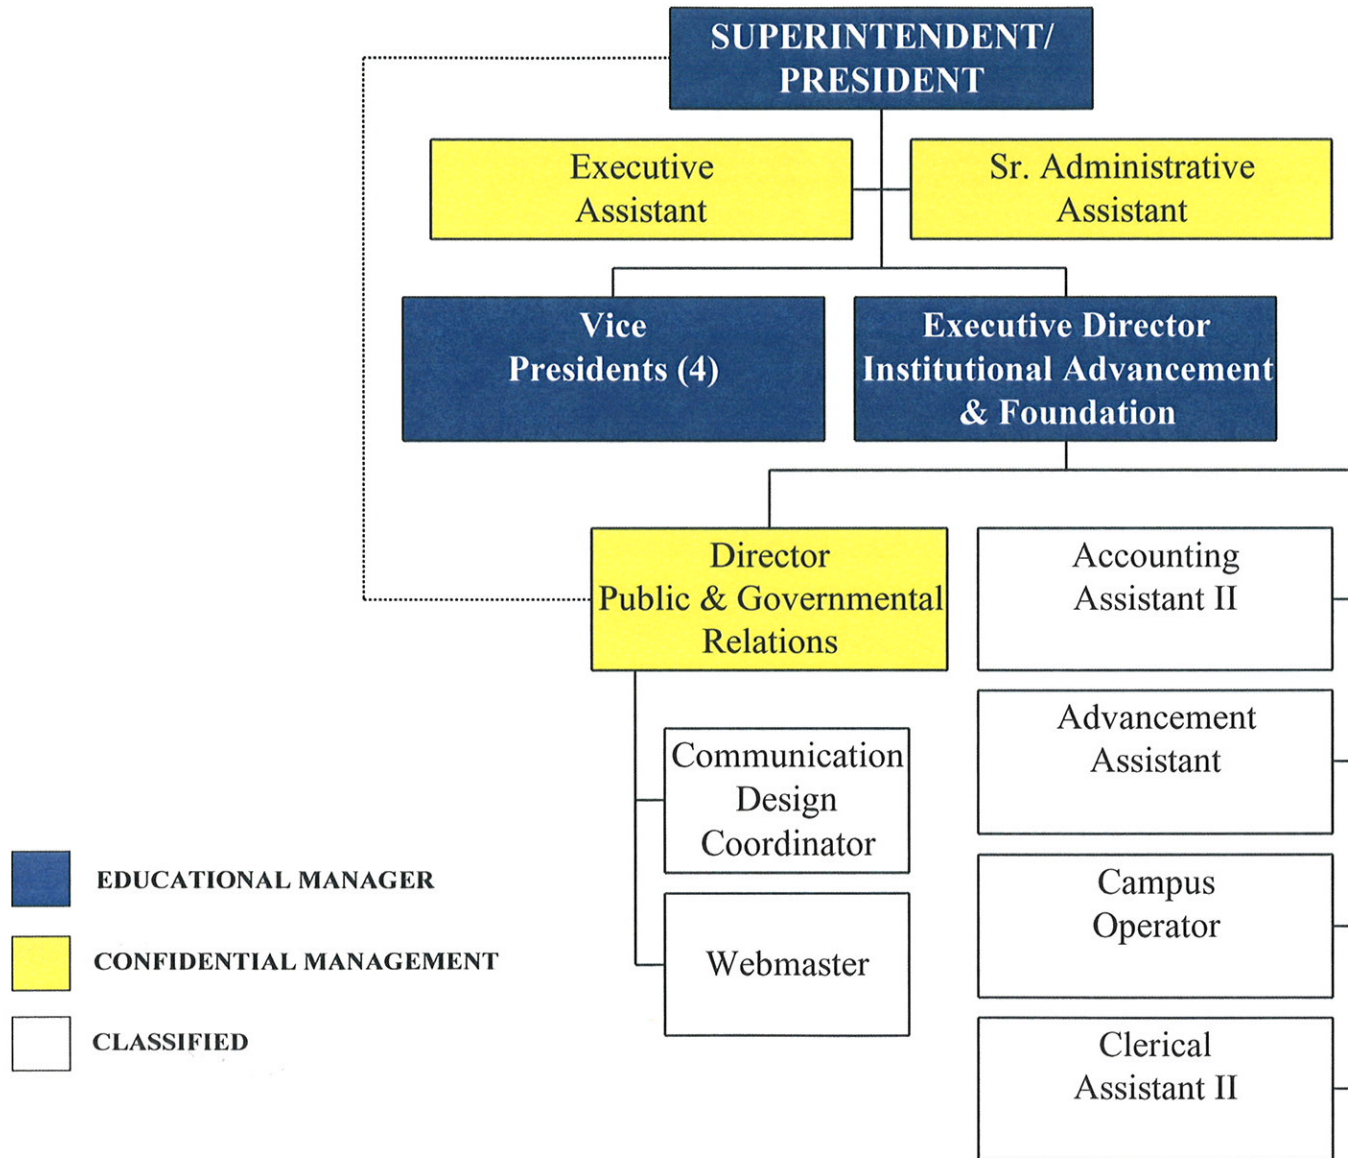 SUPERINTENDENT/
PRESIDENT
Executive
Assistant
Sr. Administrative
Assistant
Vice
Presidents (4)
Executive Director
Institutional Advancement
& Foundation
Director
Public & Governmental
Relations
Accounting
Assistant II
Advancement
Assistant
Communication
Design
Coordinator
Campus
Operator
Webmaster
Clerical
Assistant II
EDUCATIONAL MANAGER
CONFIDENTIAL MANAGEMENT
CLASSIFIED